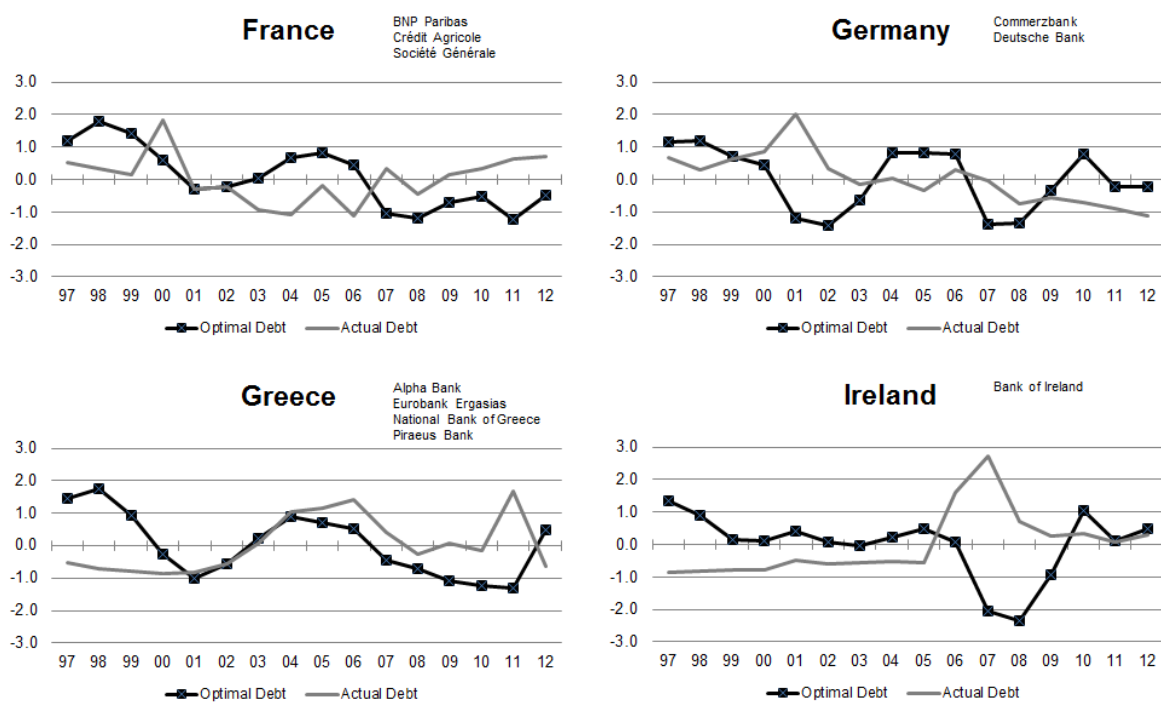 France
BNP Paribas
Crédit Agricole
Société Générale
3.0
2.0
1.0
0.0
-1.0
-2.0
-3.0
97 98 99 00 01 02 03 04 05 06 07 08 09 10 11 12
Optimal Debt Actual Debt
Germany
Commerzbank
Deutsche Bank
3.0
2.0
1.0
0.0
-1.0
-2.0
-3.0
97 98 99 00 01 02 03 04 05 06 07 08 09 10 11 12
Optimal Debt Actual Debt
Greece
Alpha Bank
Eurobank Ergasias
National Bank of Greece
Piraeus Bank
3.0
2.0
1.0
0.0
-1.0
-2.0
-3.0
97 98 99 00 01 02 03 04 05 06 07 08 09 10 11 12
Optimal Debt Actual Debt
Ireland
Bank of Ireland
3.0
2.0
1.0
0.0
-1.0
-2.0
-3.0
97 98 99 00 01 02 03 04 05 06 07 08 09 10 11 12
Optimal Debt Actual Debt